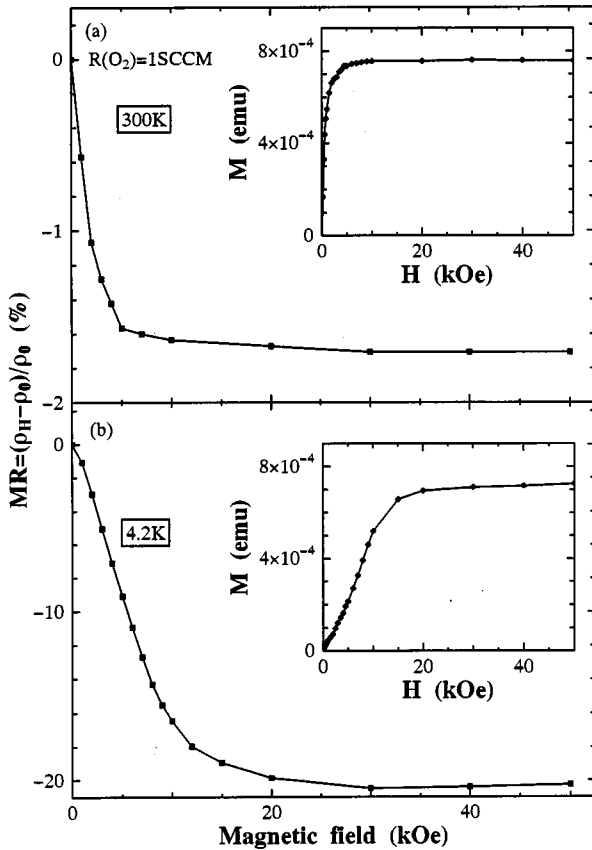 (a)
R(O₂)=1SCCM
300K
0
-1
-2
M (emu)
8×10⁻⁴
4×10⁻⁴
0
0 20 40
H (kOe)
MR=(ρH−ρ0)/ρ0 (%)
(b)
4.2K
0
-10
-20
M (emu)
8×10⁻⁴
4×10⁻⁴
0
0 20 40
H (kOe)
0 20 40
Magnetic field (kOe)